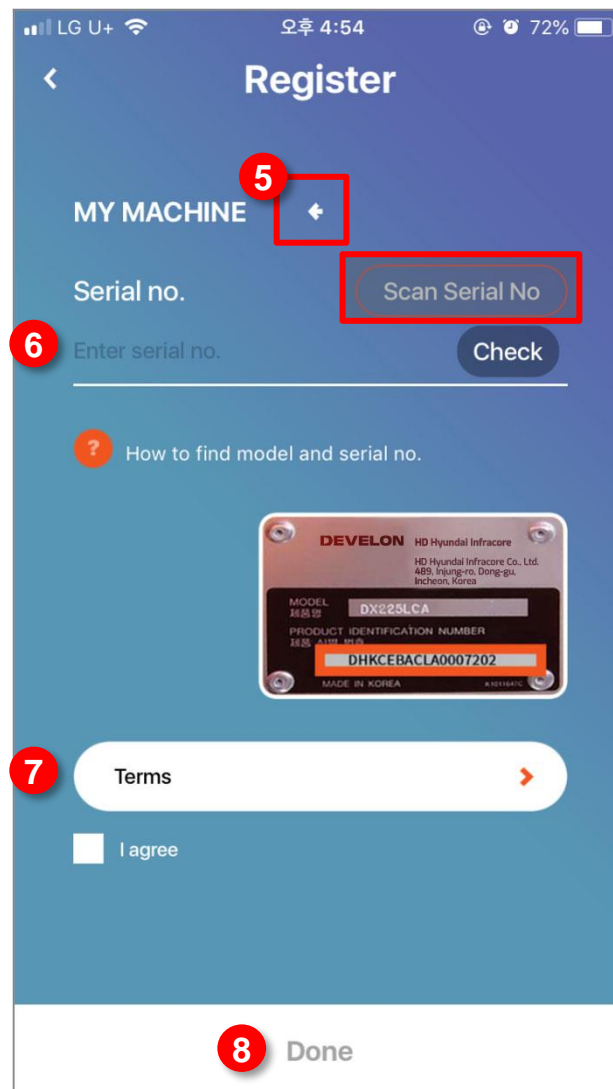 LG U+ 오후 4:54 72%
Register
5
MY MACHINE
Serial no. Scan Serial No
6 Enter serial no. Check
? How to find model and serial no.
DEVELON HD Hyundai Infracore
HD Hyundai Infracore Co., Ltd.
489, Injung-ro, Dong-gu,
Incheon, Korea
MODEL
제품명 DX225LCA
PRODUCT IDENTIFICATION NUMBER
제품
DHKCEBACLA0007202
MADE IN KOREA
7 Terms
I agree
8 Done